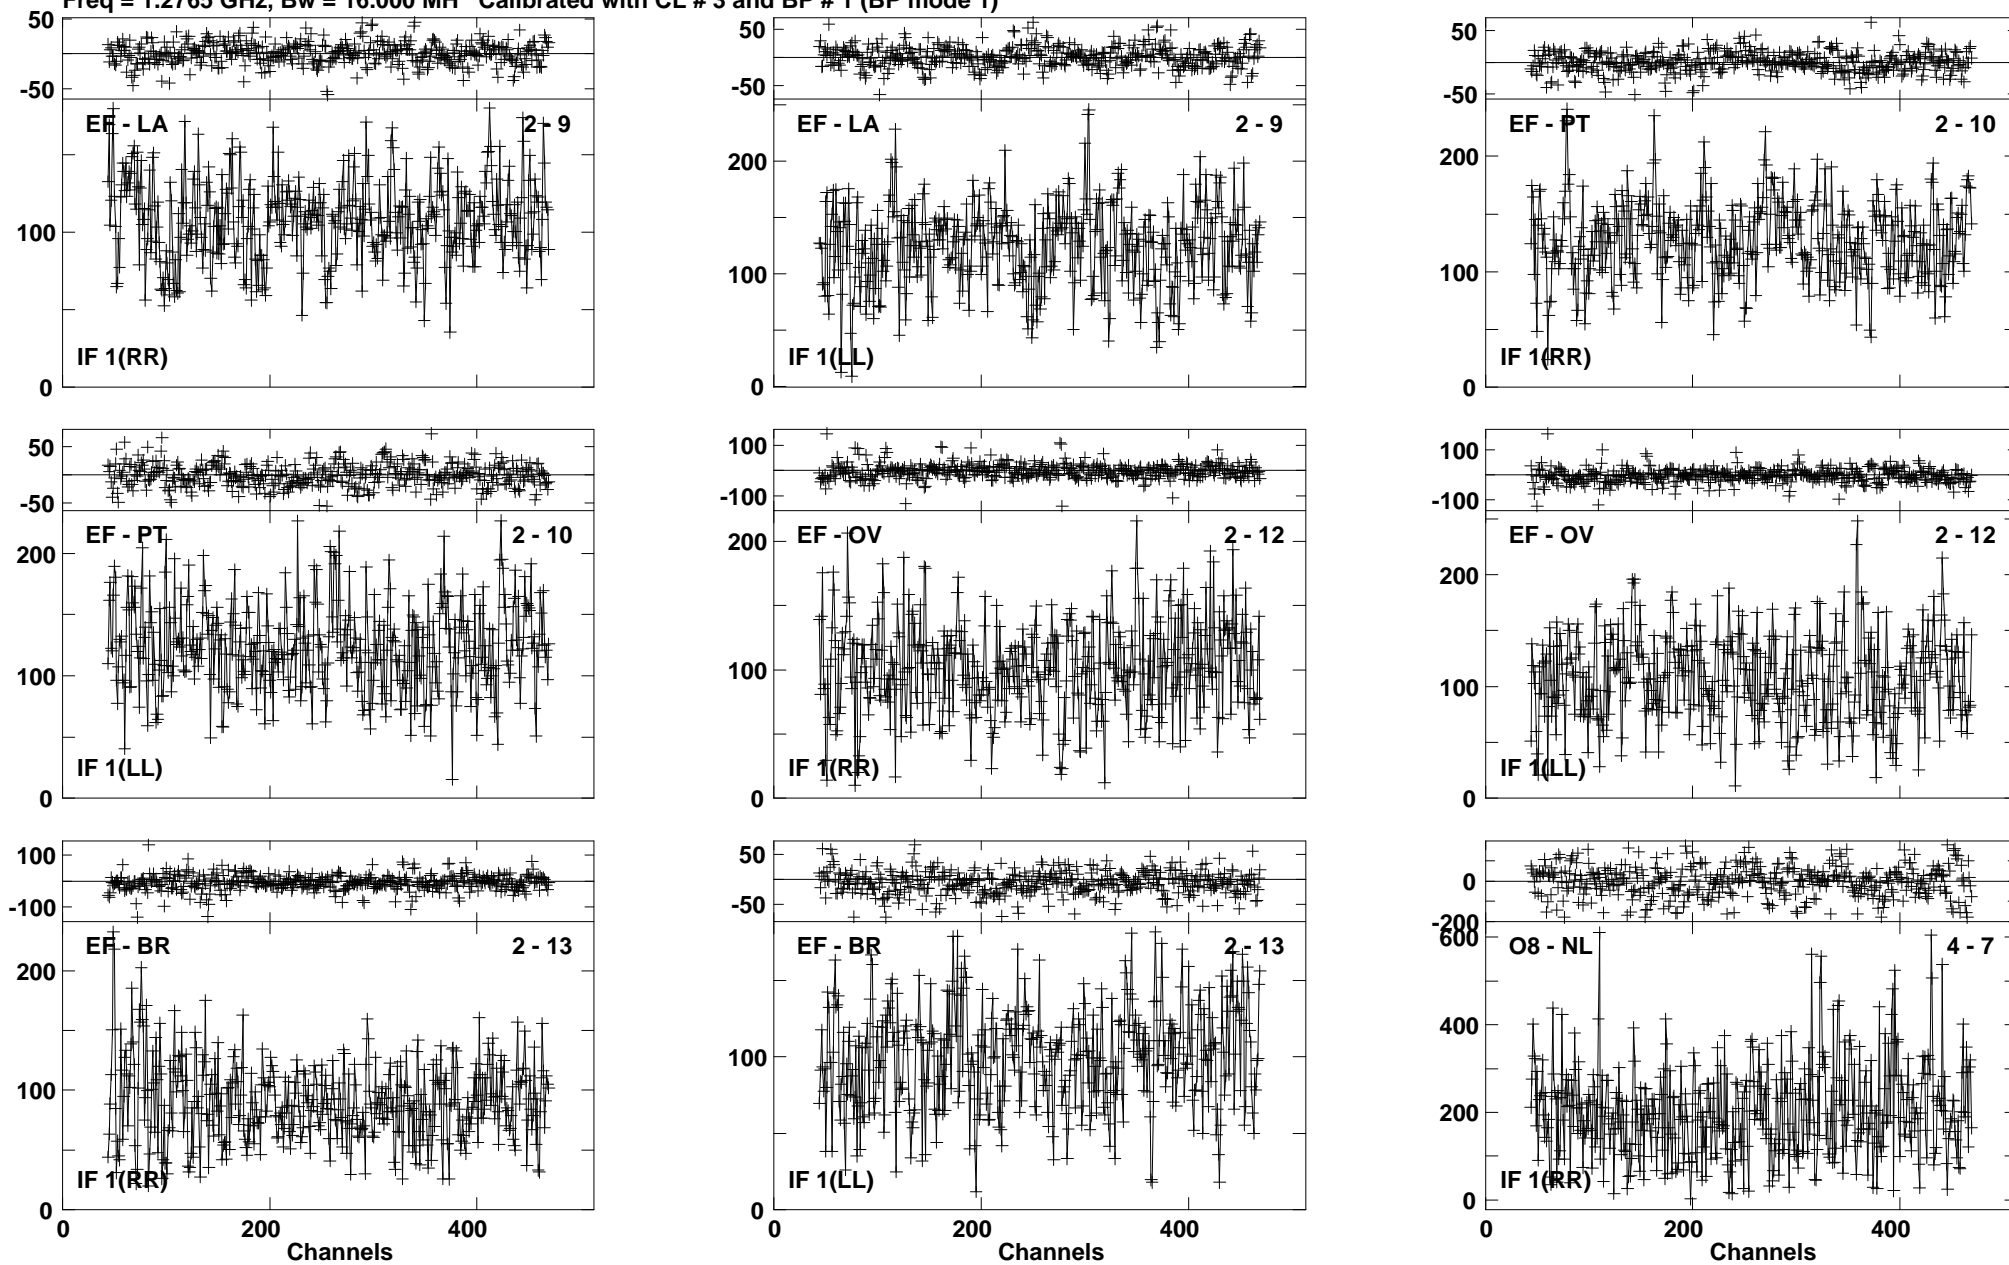 Freq = 1.2765 GHz, Bw = 16.000 MH Calibrated with CL # 3 and BP # 1 (BP mode 1)
50
-50
EF - LA 2 - 9
100
IF 1(RR)
0
50
-50
EF - LA 2 - 9
200
100
IF 1(LL)
0
50
-50
EF - PT 2 - 10
200
100
IF 1(RR)
0
50
-50
EF - PT 2 - 10
200
100
IF 1(LL)
0
100
-100
EF - OV 2 - 12
200
100
IF 1(RR)
0
100
-100
EF - OV 2 - 12
200
100
IF 1(LL)
0
100
-100
EF - BR 2 - 13
200
100
IF 1(RR)
0
0 200 400
Channels
50
-50
EF - BR 2 - 13
100
IF 1(LL)
0
0 200 400
Channels
0
-200
600
O8 - NL 4 - 7
400
200
IF 1(RR)
0
0 200 400
Channels